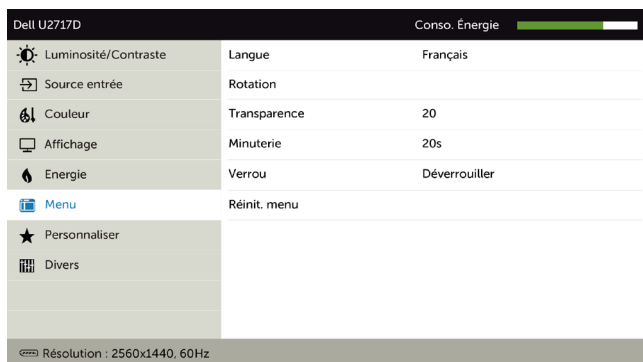 Dell U2717D Conso. Énergie
Luminosité/Contraste Langue Français
Source entrée Rotation
Couleur Transparence 20
Affichage Minuterie 20s
Energie Verrou Déverrouiller
Menu Réinit. menu
Personnaliser
Divers
Résolution : 2560x1440, 60Hz